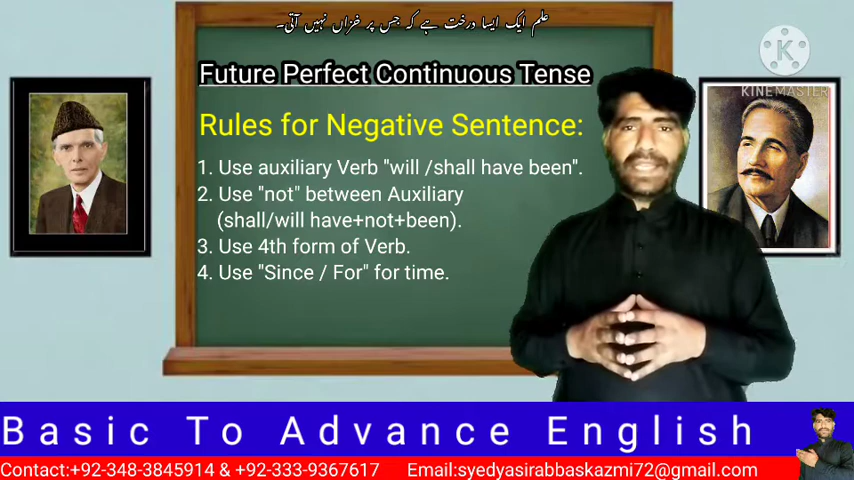 علم ایک ایسا درخت ہے کہ جس پر خزاں نہیں آتی۔
Future Perfect Continuous Tense
K
KINEMASTER
Rules for Negative Sentence:
1. Use auxiliary Verb "will /shall have been".
2. Use "not" between Auxiliary
(shall/will have+not+been).
3. Use 4th form of Verb.
4. Use "Since / For" for time.
Basic To Advance English
Contact:+92-348-3845914 & +92-333-9367617 Email:syedyasirabbaskazmi72@gmail.com